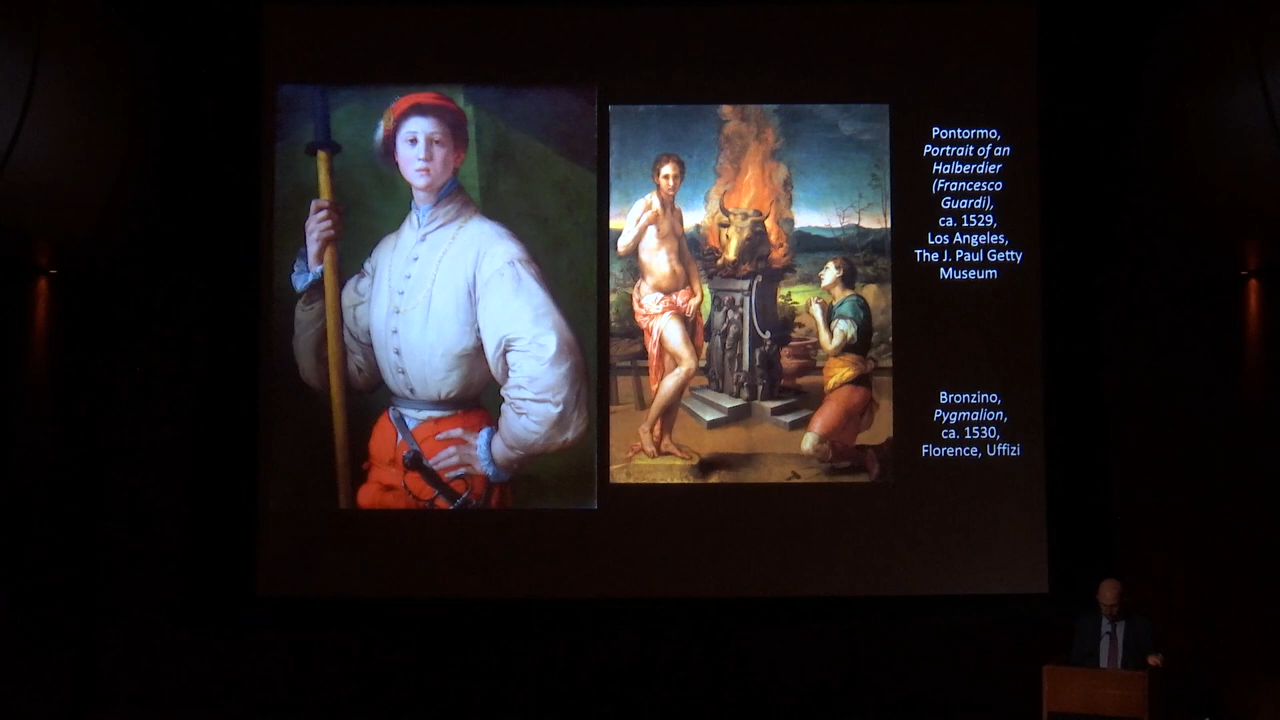 Pontormo,
Portrait of an
Halberdier
(Francesco
Guardi),
ca. 1529,
Los Angeles,
The J. Paul Getty
Museum
Bronzino,
Pygmalion,
ca. 1530,
Florence, Uffizi